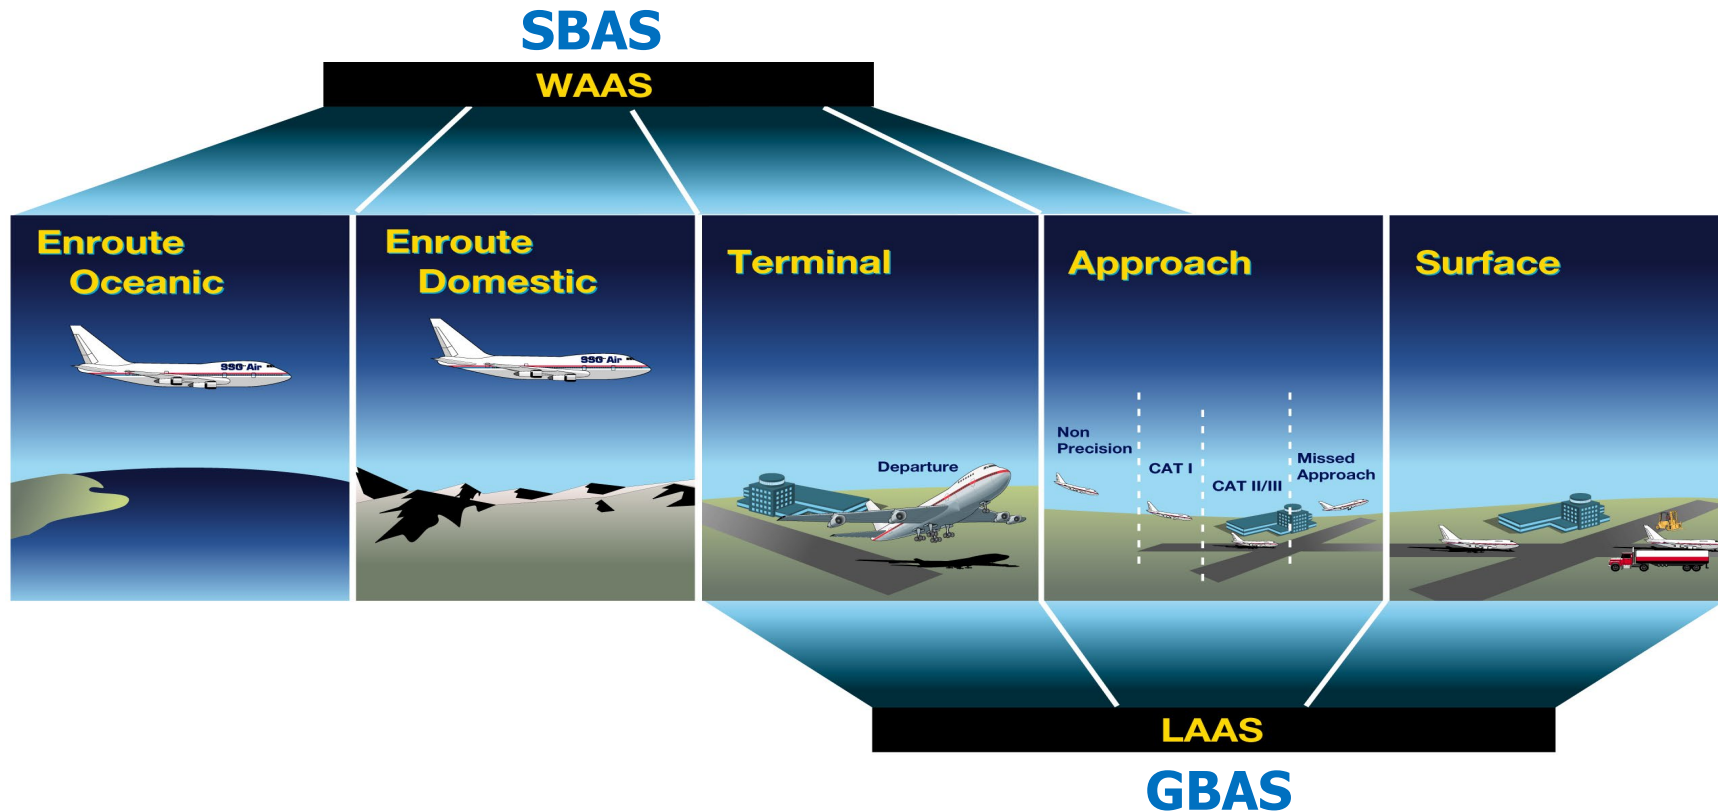 SBAS
WAAS
Enroute
Oceanic
SSG Air
Enroute
Domestic
SSG Air
Terminal
Departure
Approach
Non
Precision
CAT I
CAT II/III
Missed
Approach
Surface
LAAS
GBAS